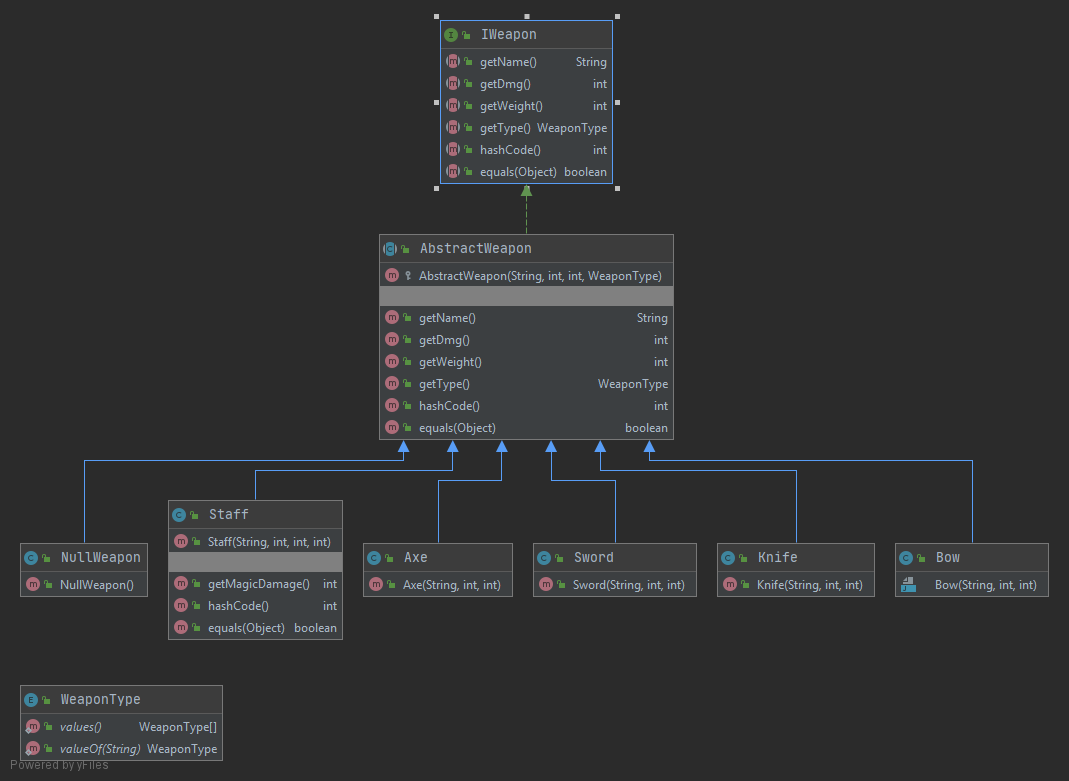 IWeapon
getName() String
getDmg() int
getWeight() int
getType() WeaponType
hashCode() int
equals(Object) boolean
AbstractWeapon
AbstractWeapon(String, int, int, WeaponType)
getName() String
getDmg() int
getWeight() int
getType() WeaponType
hashCode() int
equals(Object) boolean
NullWeapon
NullWeapon()
Staff
Staff(String, int, int, int)
getMagicDamage() int
hashCode() int
equals(Object) boolean
Axe
Axe(String, int, int)
Sword
Sword(String, int, int)
Knife
Knife(String, int, int)
Bow
Bow(String, int, int)
WeaponType
values() WeaponType[]
valueOf(String) WeaponType
Powered by yFiles